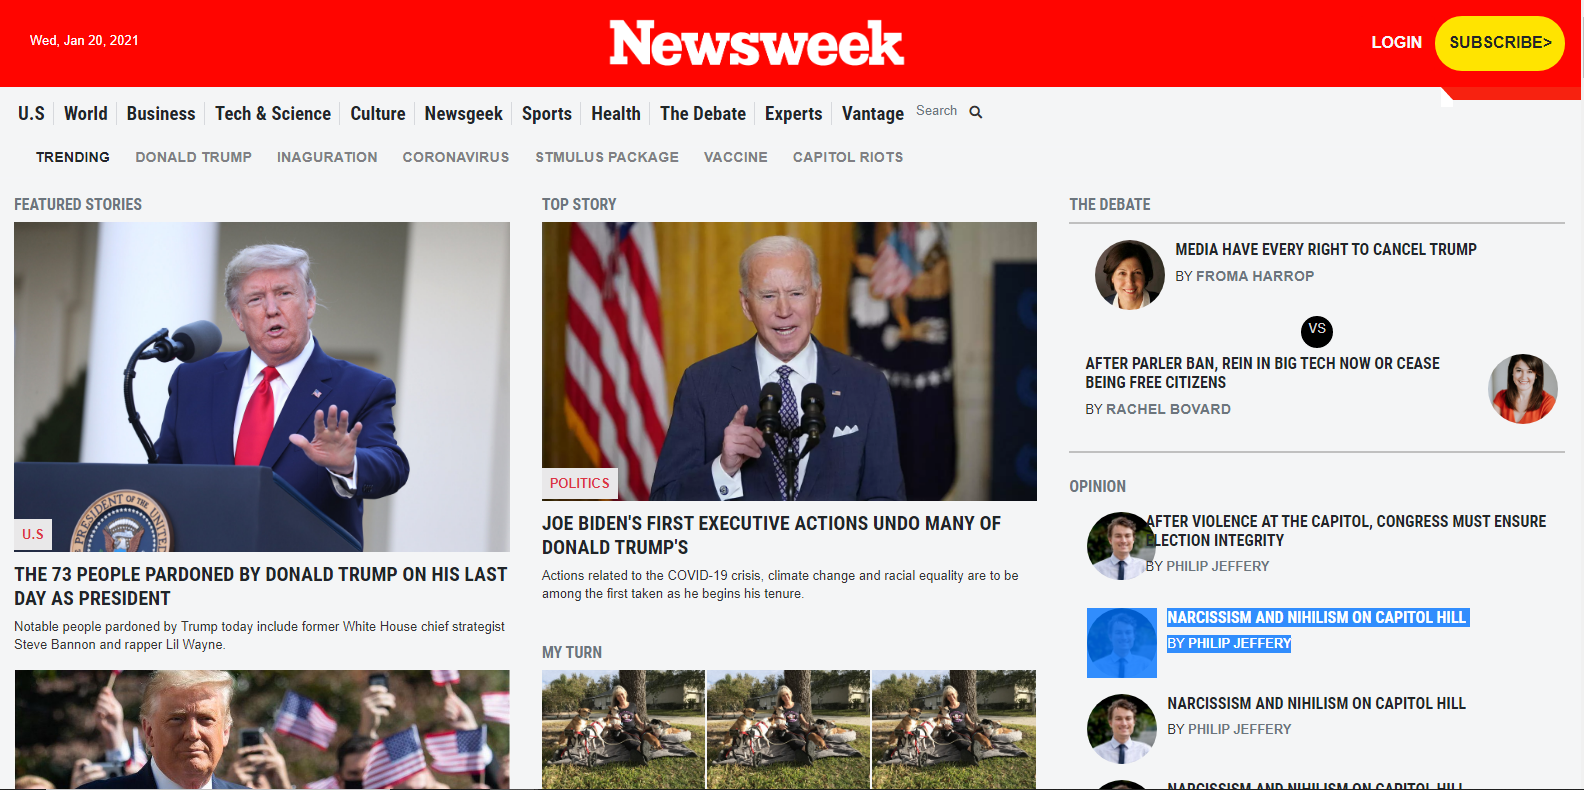 Wed, Jan 20, 2021
Newsweek
LOGIN
SUBSCRIBE>
U.S World Business Tech & Science Culture Newsgeek Sports Health The Debate Experts Vantage Search
TRENDING DONALD TRUMP INAGURATION CORONAVIRUS STMULUS PACKAGE VACCINE CAPITOL RIOTS
FEATURED STORIES
PRESIDENT OF THE UNITED
U.S
THE 73 PEOPLE PARDONED BY DONALD TRUMP ON HIS LAST
DAY AS PRESIDENT
Notable people pardoned by Trump today include former White House chief strategist
Steve Bannon and rapper Lil Wayne.
TOP STORY
POLITICS
JOE BIDEN'S FIRST EXECUTIVE ACTIONS UNDO MANY OF
DONALD TRUMP'S
Actions related to the COVID-19 crisis, climate change and racial equality are to be
among the first taken as he begins his tenure.
MY TURN
THE DEBATE
MEDIA HAVE EVERY RIGHT TO CANCEL TRUMP
BY FROMA HARROP
VS
AFTER PARLER BAN, REIN IN BIG TECH NOW OR CEASE
BEING FREE CITIZENS
BY RACHEL BOVARD
OPINION
AFTER VIOLENCE AT THE CAPITOL, CONGRESS MUST ENSURE
ELECTION INTEGRITY
BY PHILIP JEFFERY
NARCISSISM AND NIHILISM ON CAPITOL HILL
BY PHILIP JEFFERY
NARCISSISM AND NIHILISM ON CAPITOL HILL
BY PHILIP JEFFERY
NARCISSISM AND NIHILISM ON CAPITOL HILL